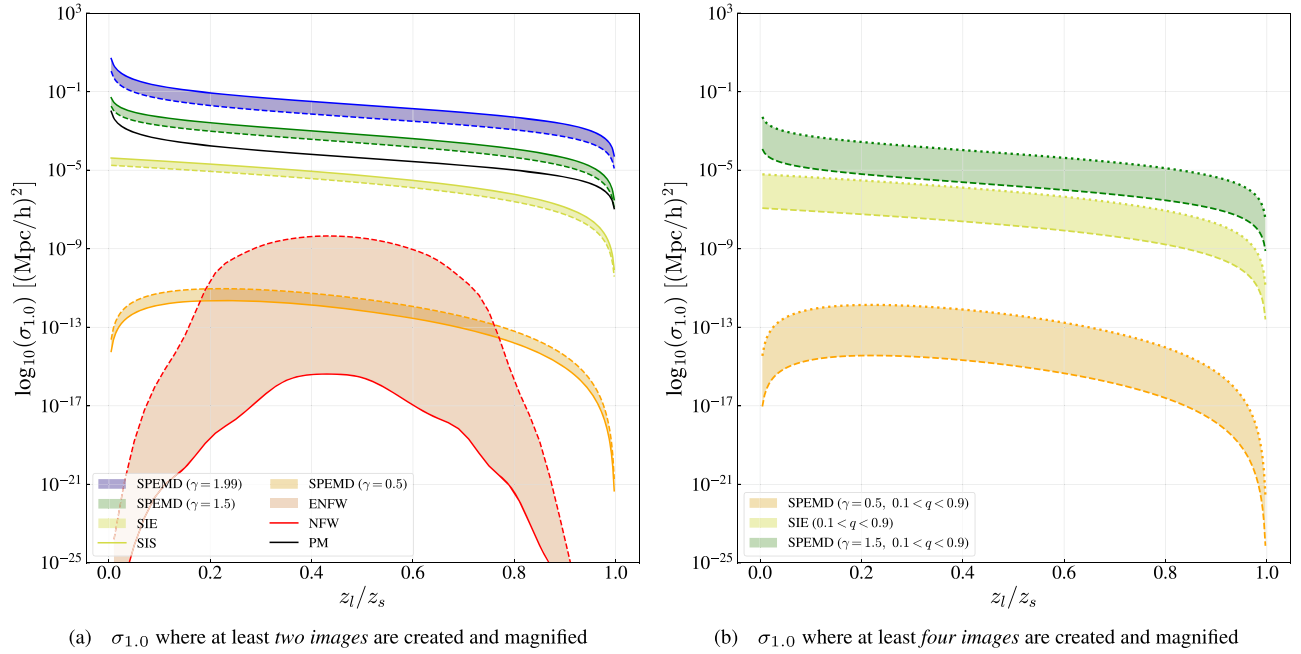 10³
10⁻¹
10⁻⁵
10⁻⁹
10⁻¹³
10⁻¹⁷
10⁻²¹
10⁻²⁵
log₁₀(σ₁.₀) [(Mpc/h)²]
SPEMD (γ = 1.99)
SPEMD (γ = 1.5)
SIE
SIS
SPEMD (γ = 0.5)
ENFW
NFW
PM
0.0 0.2 0.4 0.6 0.8 1.0
z_l/z_s
(a) σ₁.₀ where at least two images are created and magnified
10³
10⁻¹
10⁻⁵
10⁻⁹
10⁻¹³
10⁻¹⁷
10⁻²¹
10⁻²⁵
log₁₀(σ₁.₀) [(Mpc/h)²]
SPEMD (γ = 0.5, 0.1 < q < 0.9)
SIE (0.1 < q < 0.9)
SPEMD (γ = 1.5, 0.1 < q < 0.9)
0.0 0.2 0.4 0.6 0.8 1.0
z_l/z_s
(b) σ₁.₀ where at least four images are created and magnified